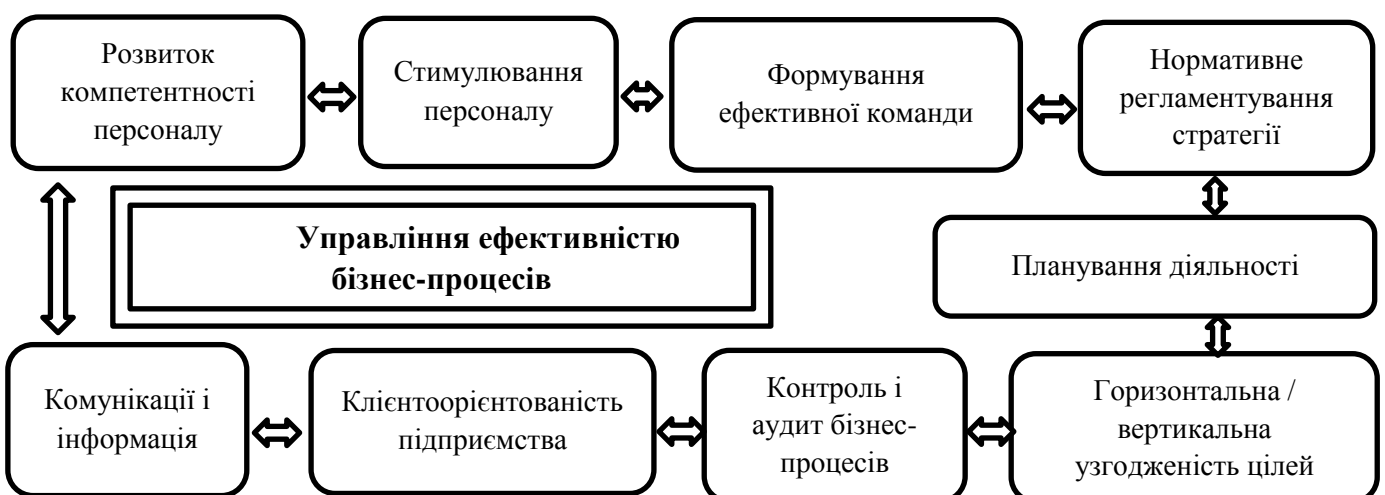 Розвиток
компетентності
персоналу
Стимулювання
персоналу
Формування
ефективної команди
Нормативне
регламентування
стратегії
Управління ефективністю
бізнес-процесів
Планування діяльності
Комунікації і
інформація
Клієнтоорієнтованість
підприємства
Контроль і
аудит бізнес-
процесів
Горизонтальна /
вертикальна
узгодженість цілей